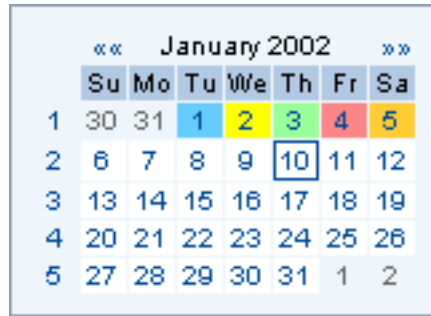 «« January 2002 »»
Su Mo Tu We Th Fr Sa
1 30 31 1 2 3 4 5
2 6 7 8 9 10 11 12
3 13 14 15 16 17 18 19
4 20 21 22 23 24 25 26
5 27 28 29 30 31 1 2